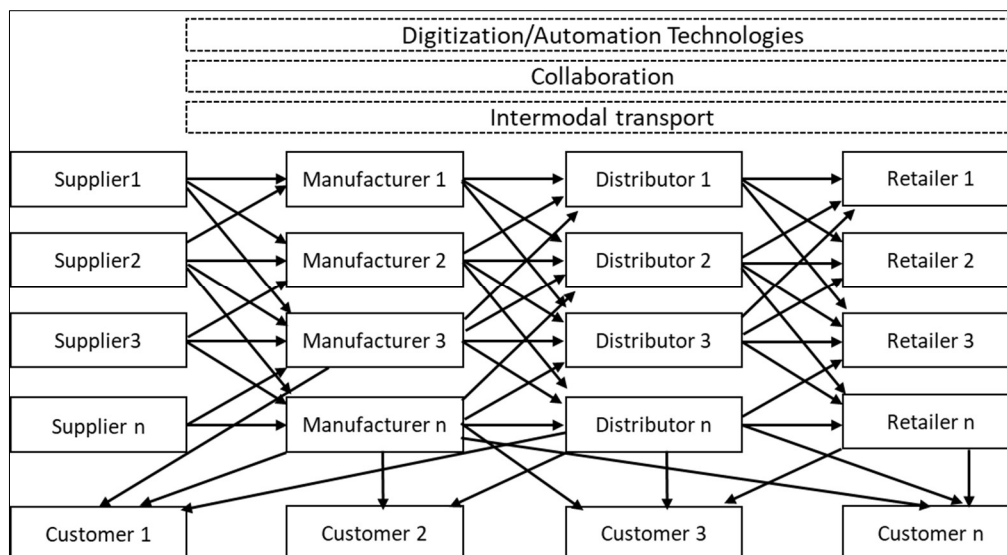 Digitization/Automation Technologies
Collaboration
Intermodal transport
Supplier1
Manufacturer 1
Distributor 1
Retailer 1
Supplier2
Manufacturer 2
Distributor 2
Retailer 2
Supplier3
Manufacturer 3
Distributor 3
Retailer 3
Supplier n
Manufacturer n
Distributor n
Retailer n
Customer 1
Customer 2
Customer 3
Customer n